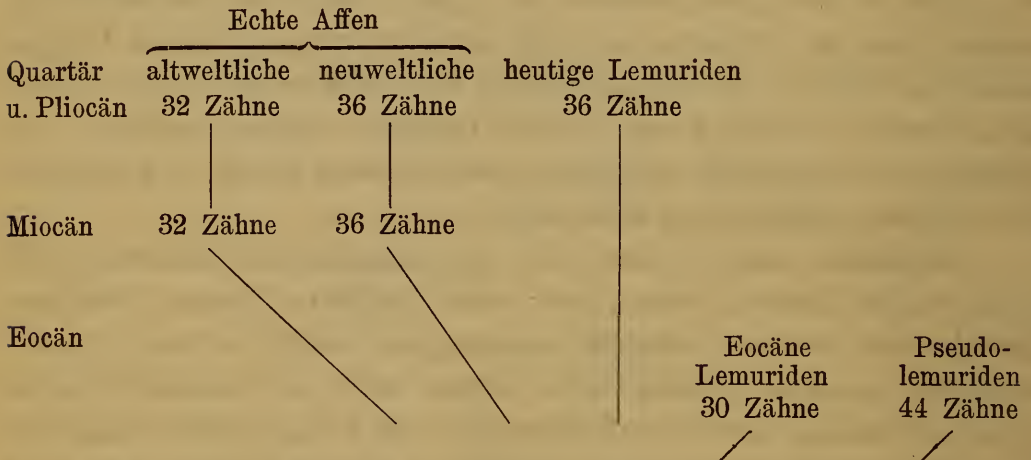 Echte Affen
Quartär altweltliche neuweltliche heutige Lemuriden
u. Pliocän 32 Zähne 36 Zähne 36 Zähne
Miocän 32 Zähne 36 Zähne
Eocän
Eocäne Pseudo-
Lemuriden lemuriden
30 Zähne 44 Zähne